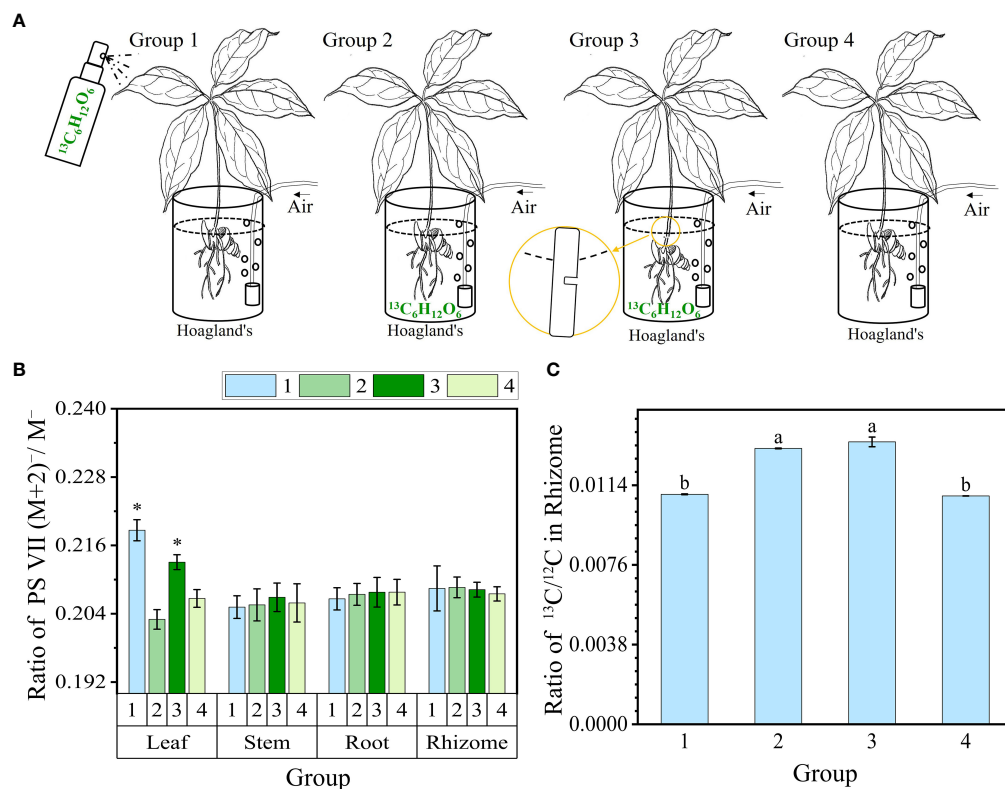 A
Group 1
Group 2
Group 3
Group 4
¹³C₆H₁₂O₆
Air
Air
Air
Air
¹³C₆H₁₂O₆
¹³C₆H₁₂O₆
Hoagland's
Hoagland's
Hoagland's
Hoagland's
B
1 2 3 4
Ratio of PS VII (M+2)⁻/ M⁻
0.240
0.228
0.216
0.204
0.192
* *
1 2 3 4 1 2 3 4 1 2 3 4 1 2 3 4
Leaf Stem Root Rhizome
Group
C
Ratio of ¹³C/¹²C in Rhizome
0.0114
0.0076
0.0038
0.0000
b a a b
1 2 3 4
Group